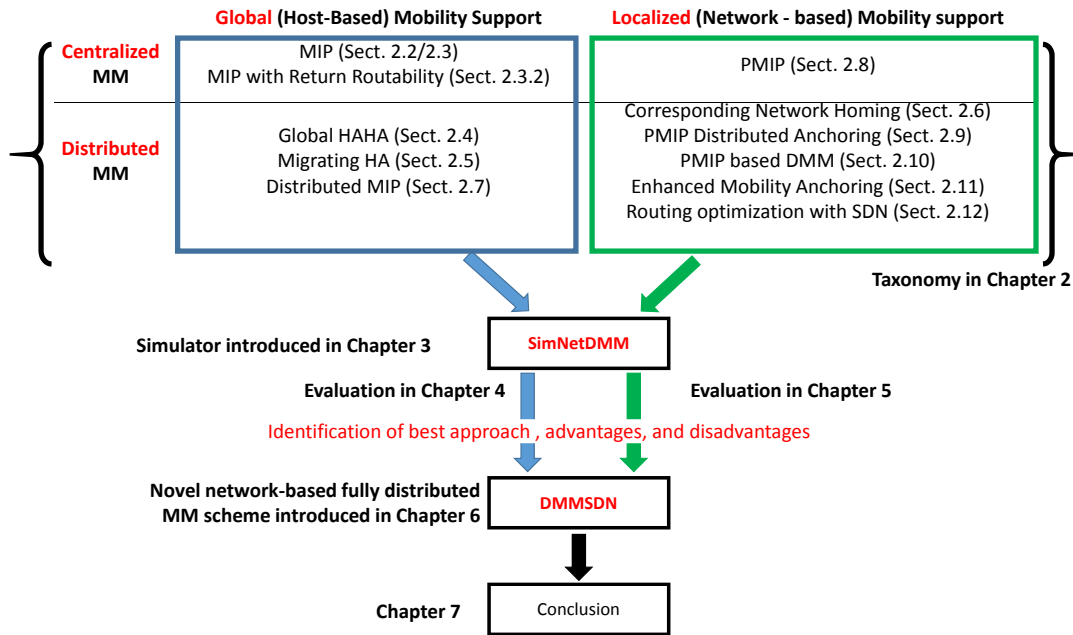 Global (Host-Based) Mobility Support
Localized (Network - based) Mobility support
Centralized
MM
MIP (Sect. 2.2/2.3)
MIP with Return Routability (Sect. 2.3.2)
PMIP (Sect. 2.8)
Distributed
MM
Global HAHA (Sect. 2.4)
Migrating HA (Sect. 2.5)
Distributed MIP (Sect. 2.7)
Corresponding Network Homing (Sect. 2.6)
PMIP Distributed Anchoring (Sect. 2.9)
PMIP based DMM (Sect. 2.10)
Enhanced Mobility Anchoring (Sect. 2.11)
Routing optimization with SDN (Sect. 2.12)
Taxonomy in Chapter 2
Simulator introduced in Chapter 3
SimNetDMM
Evaluation in Chapter 4
Evaluation in Chapter 5
Identification of best approach , advantages, and disadvantages
Novel network-based fully distributed
MM scheme introduced in Chapter 6
DMMSDN
Chapter 7
Conclusion